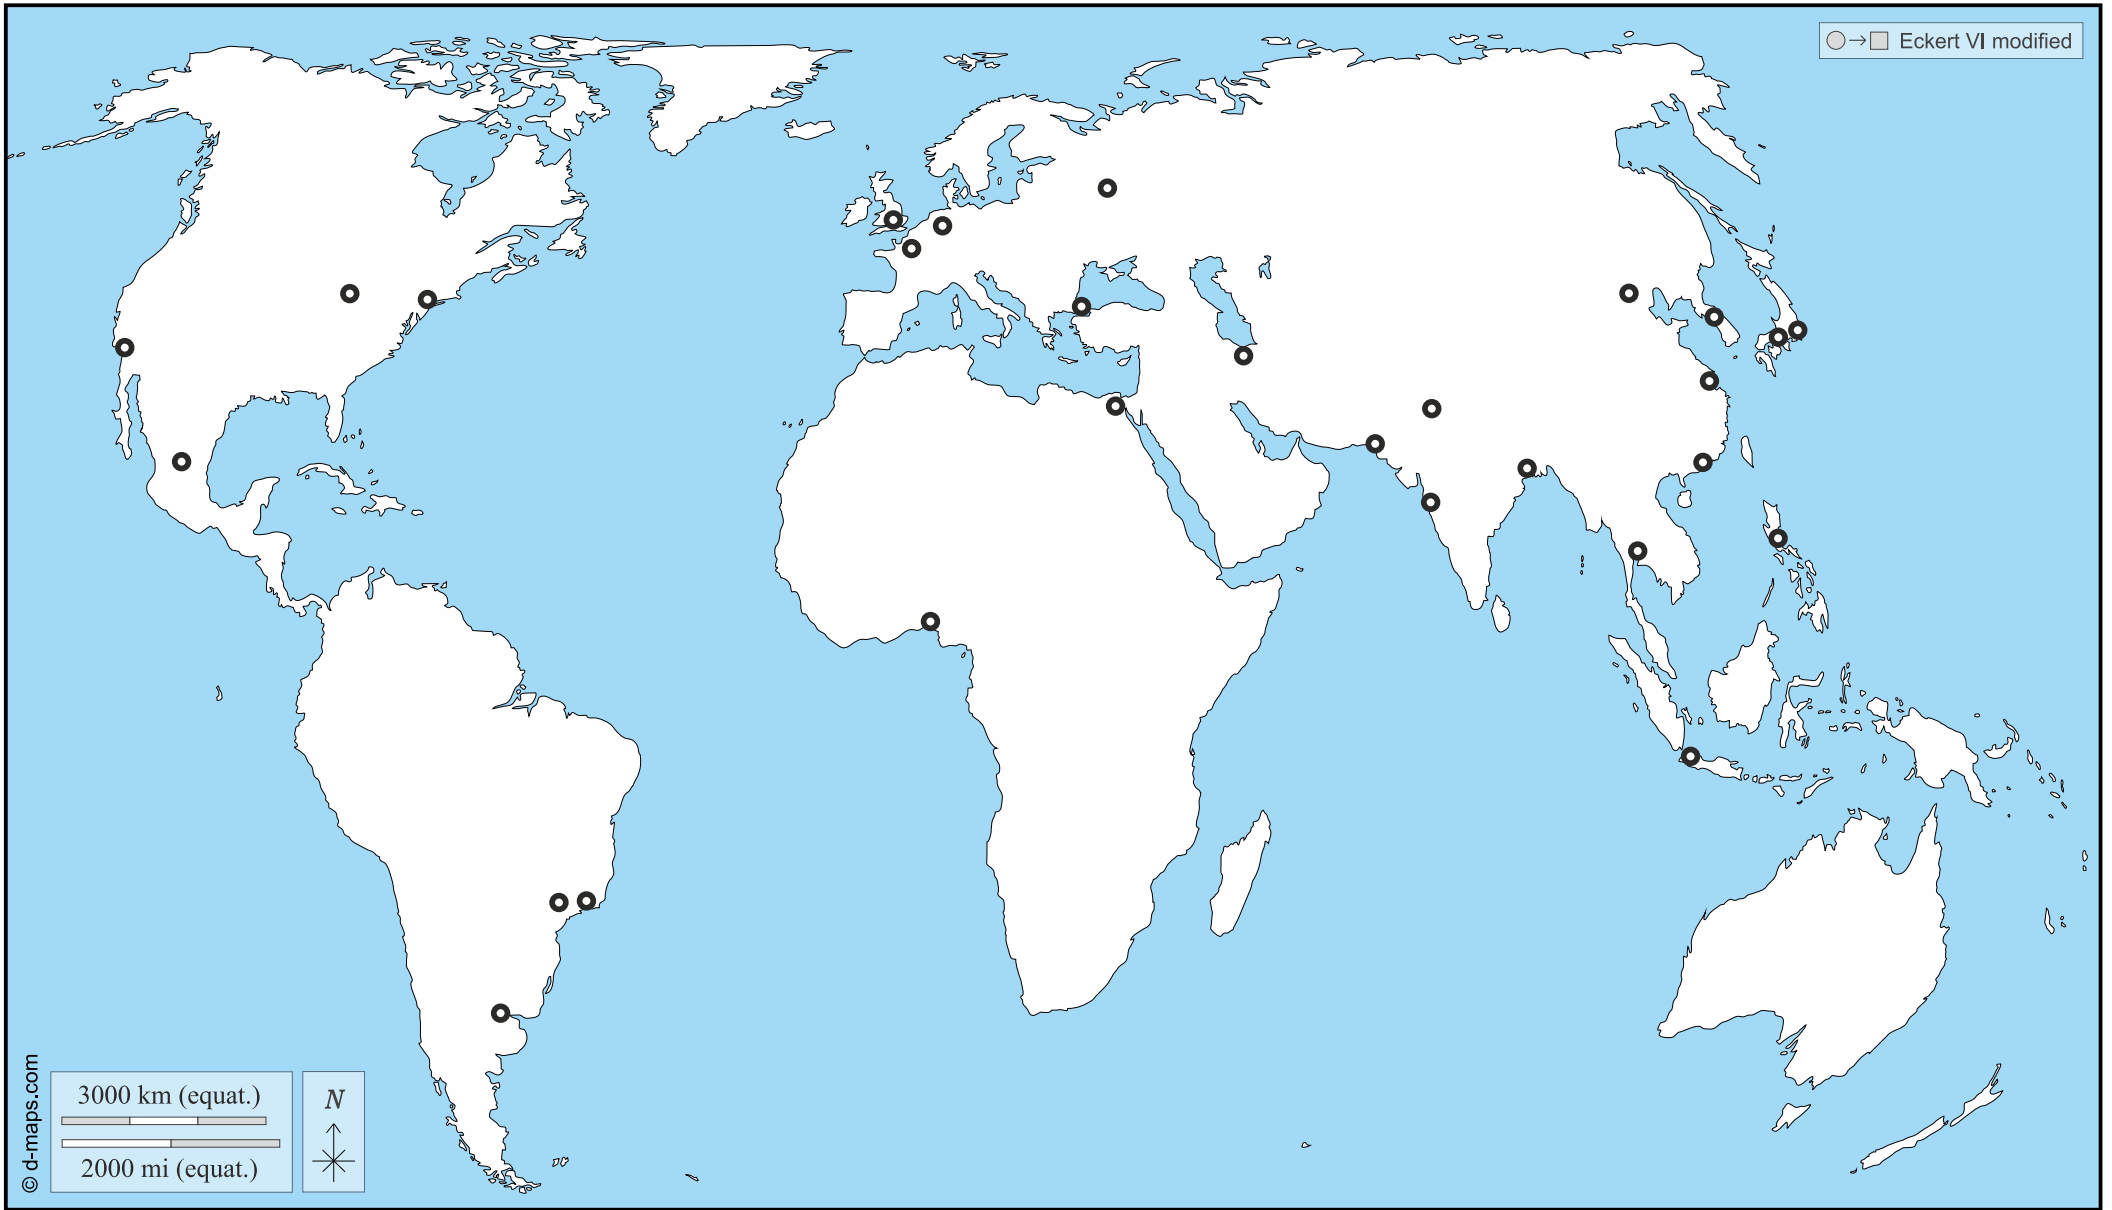 Eckert VI modified
© d-maps.com
3000 km (equat.)
2000 mi (equat.)
N